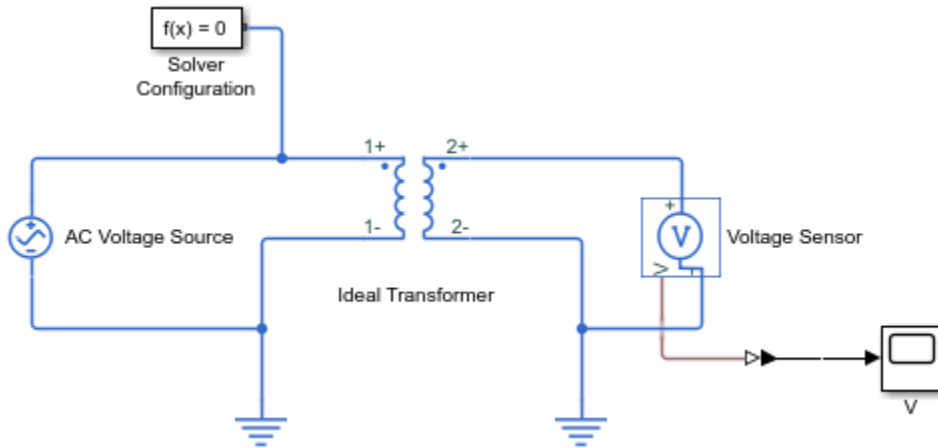 f(x) = 0
Solver
Configuration
1+
2+
AC Voltage Source
1-
2-
+
V
V
-
Voltage Sensor
Ideal Transformer
V